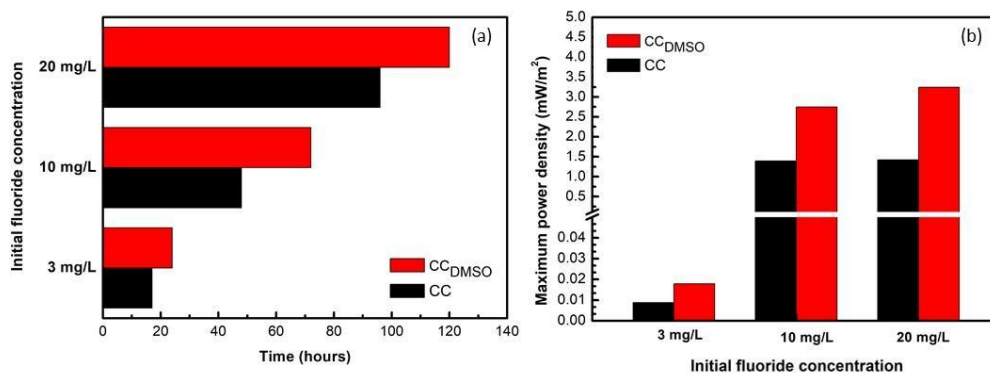 (a)
Initial fluoride concentration
20 mg/L
10 mg/L
3 mg/L
CC_DMSO
CC
0 20 40 60 80 100 120 140
Time (hours)
(b)
Maximum power density (mW/m²)
5.0
4.5
4.0
3.5
3.0
2.5
2.0
1.5
1.0
0.5
0.04
0.03
0.02
0.01
0.00
CC_DMSO
CC
3 mg/L 10 mg/L 20 mg/L
Initial fluoride concentration